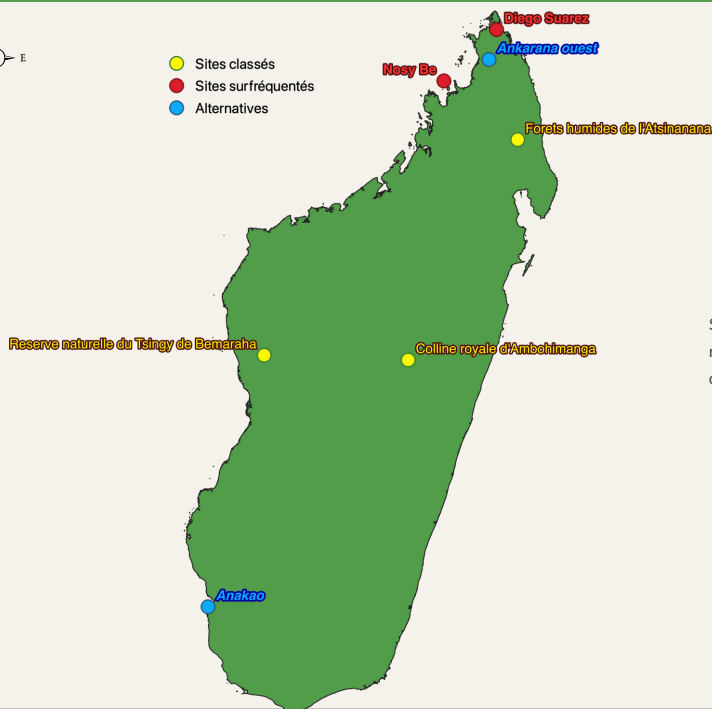 Diego Suarez
Ankarana ouest
E
Sites classés
Nosy Be
Sites surfréquentés
Alternatives
Forets humides de l'Atsinanana
Reserve naturelle du Tsingy de Bemaraha
Colline royale d'Ambohimanga
Anakao